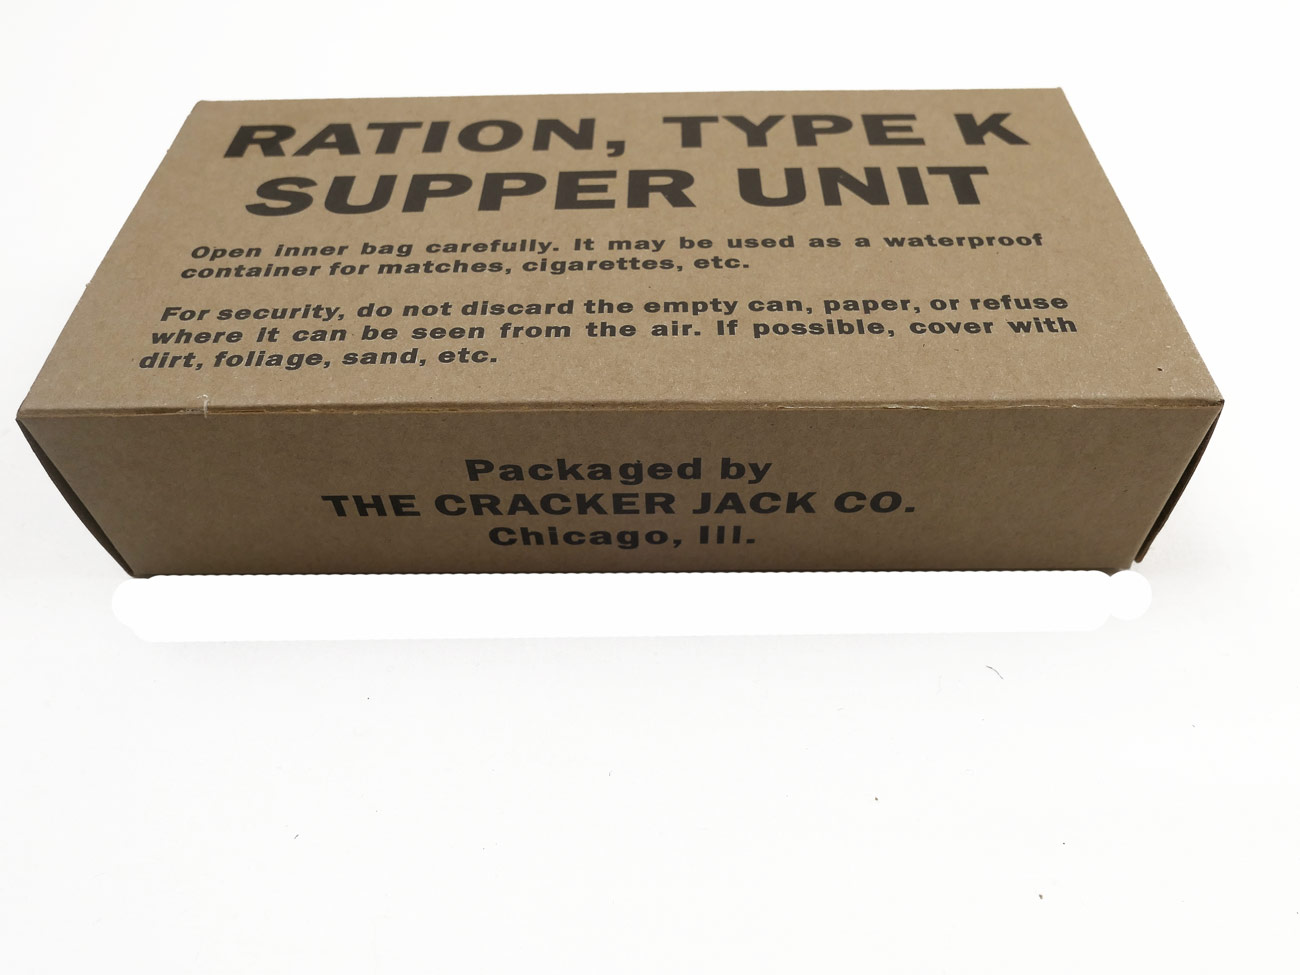 RATION, TYPE K
SUPPER UNIT
Open inner bag carefully. It may be used as a waterproof
container for matches, cigarettes, etc.
For security, do not discard the empty can, paper, or refuse
where it can be seen from the air. If possible, cover with
dirt, foliage, sand, etc.
Packaged by
THE CRACKER JACK CO.
Chicago, Ill.